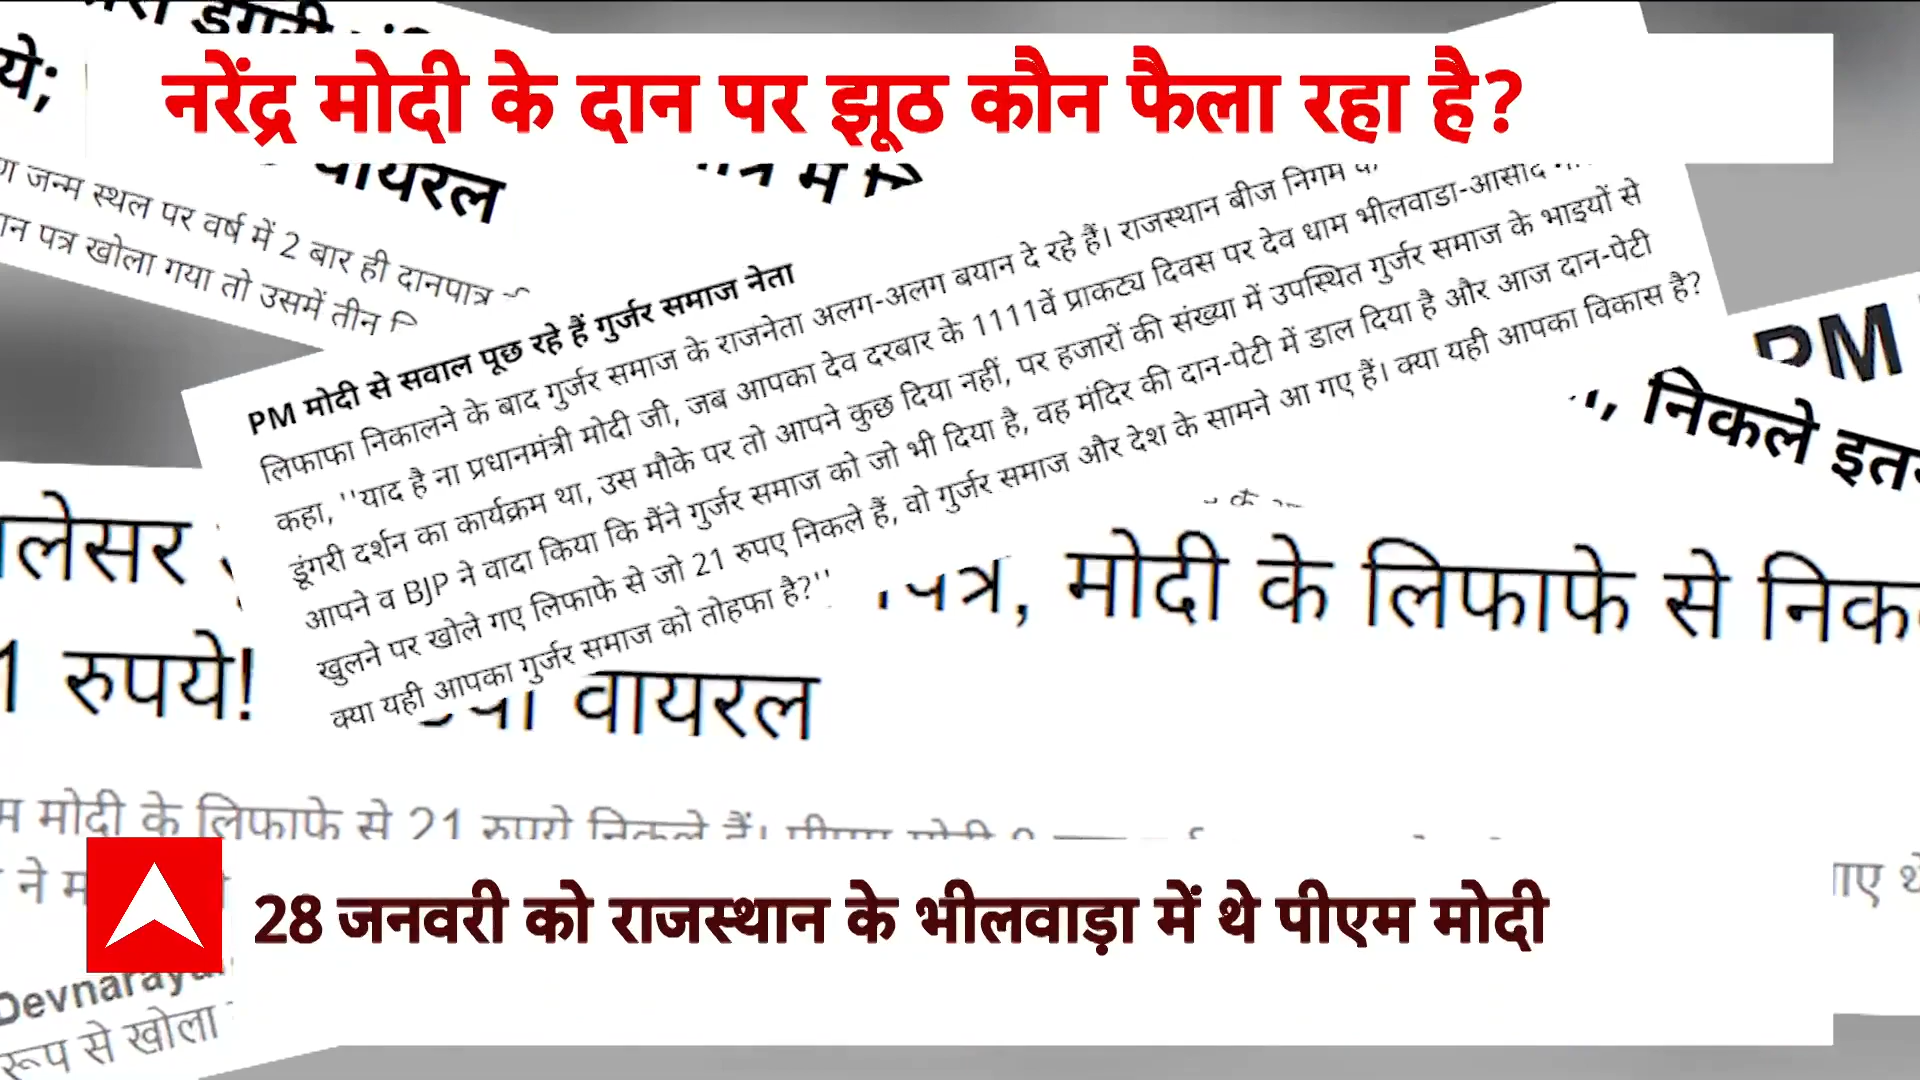 नरेंद्र मोदी के दान पर झूठ कौन फैला रहा है?
ये;
वायरल
जन्म स्थल पर वर्ष में 2 बार ही दानपात्र
पत्र खोला गया तो उसमें तीन
PM मोदी से सवाल पूछ रहे हैं गुर्जर समाज नेता
लिफाफा निकालने के बाद गुर्जर समाज के राजनेता अलग-अलग बयान दे रहे हैं। राजस्थान बीज निगम
कहा, ''याद है ना प्रधानमंत्री मोदी जी, जब आपका देव दरबार के 1111वें प्राकट्य दिवस पर देव धाम भीलवाडा-आसींद
डूंगरी दर्शन का कार्यक्रम था, उस मौके पर तो आपने कुछ दिया नहीं, पर हजारों की संख्या में उपस्थित गुर्जर समाज के भाइयों से
आपने व BJP ने वादा किया कि मैंने गुर्जर समाज को जो भी दिया है, वह मंदिर की दान-पेटी में डाल दिया है और आज दान-पेटी
खुलने पर खोले गए लिफाफे से जो 21 रुपए निकले हैं, वो गुर्जर समाज और देश के सामने आ गए हैं। क्या यही आपका विकास है?
क्या यही आपका गुर्जर समाज को तोहफा है?''
PM
निकले
मोदी के लिफाफे से
रुपये!
वायरल
मोदी के लिफाफे से 21 रुपये निकले हैं।
ने
28 जनवरी को राजस्थान के भीलवाड़ा में थे पीएम मोदी
रूप से खोला